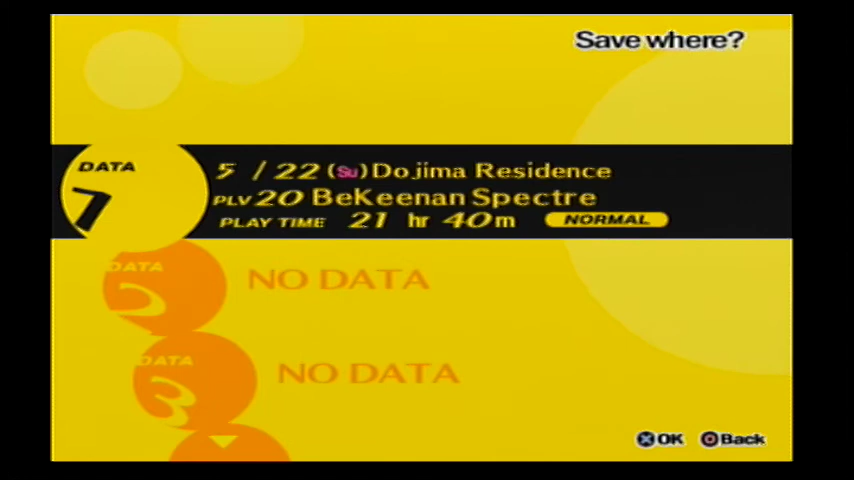 Save where?
DATA
1
5 / 22 (Su) Dojima Residence
PLV 20 BeKeenan Spectre
PLAY TIME 21 hr 40m NORMAL
DATA
2
NO DATA
DATA
3
NO DATA
OK Back